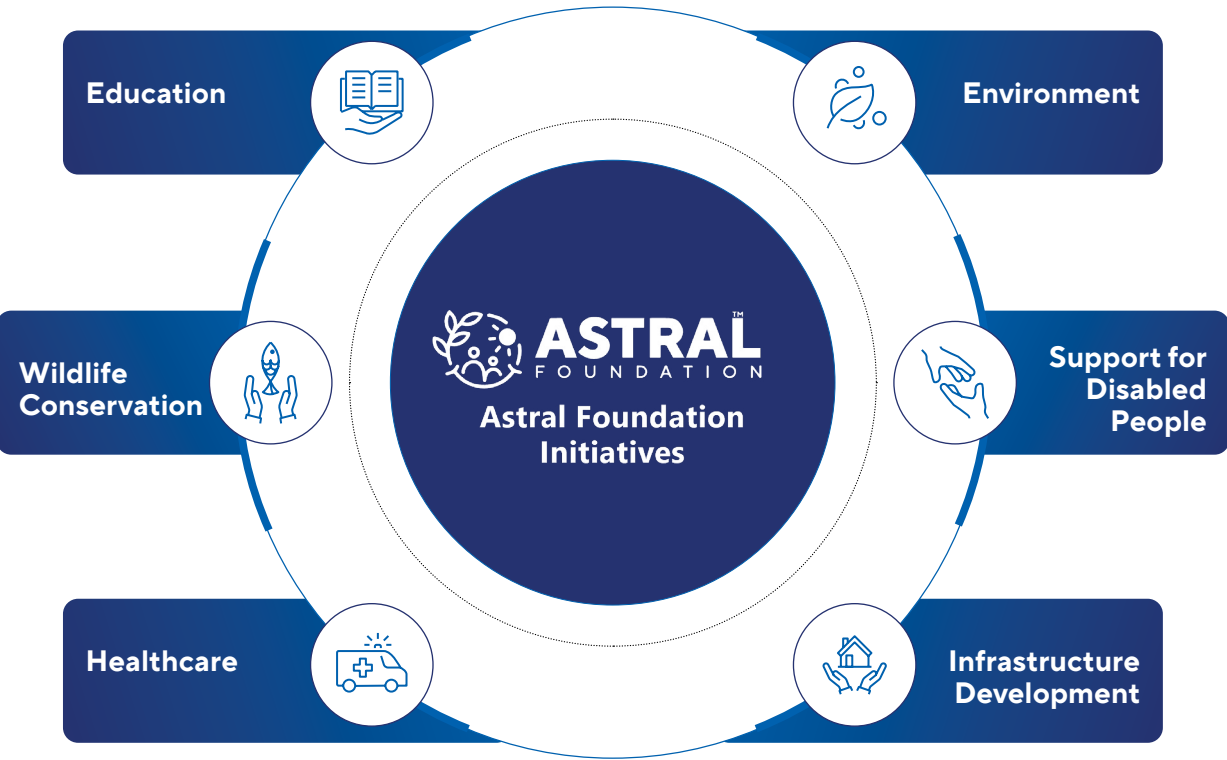 Education
Environment
ASTRAL™
FOUNDATION
Astral Foundation
Initiatives
Wildlife
Conservation
Support for
Disabled
People
Healthcare
Infrastructure
Development